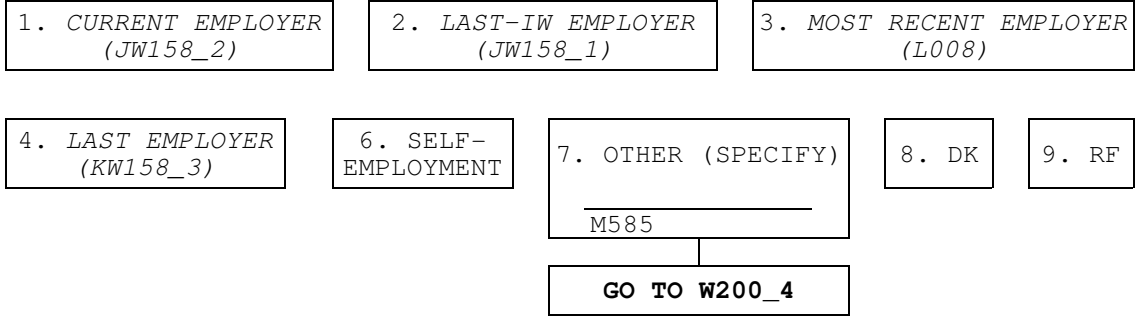 1. CURRENT EMPLOYER
(JW158_2)
2. LAST-IW EMPLOYER
(JW158_1)
3. MOST RECENT EMPLOYER
(L008)
4. LAST EMPLOYER
(KW158_3)
6. SELF-
EMPLOYMENT
7. OTHER (SPECIFY)
M585
8. DK
9. RF
GO TO W200_4